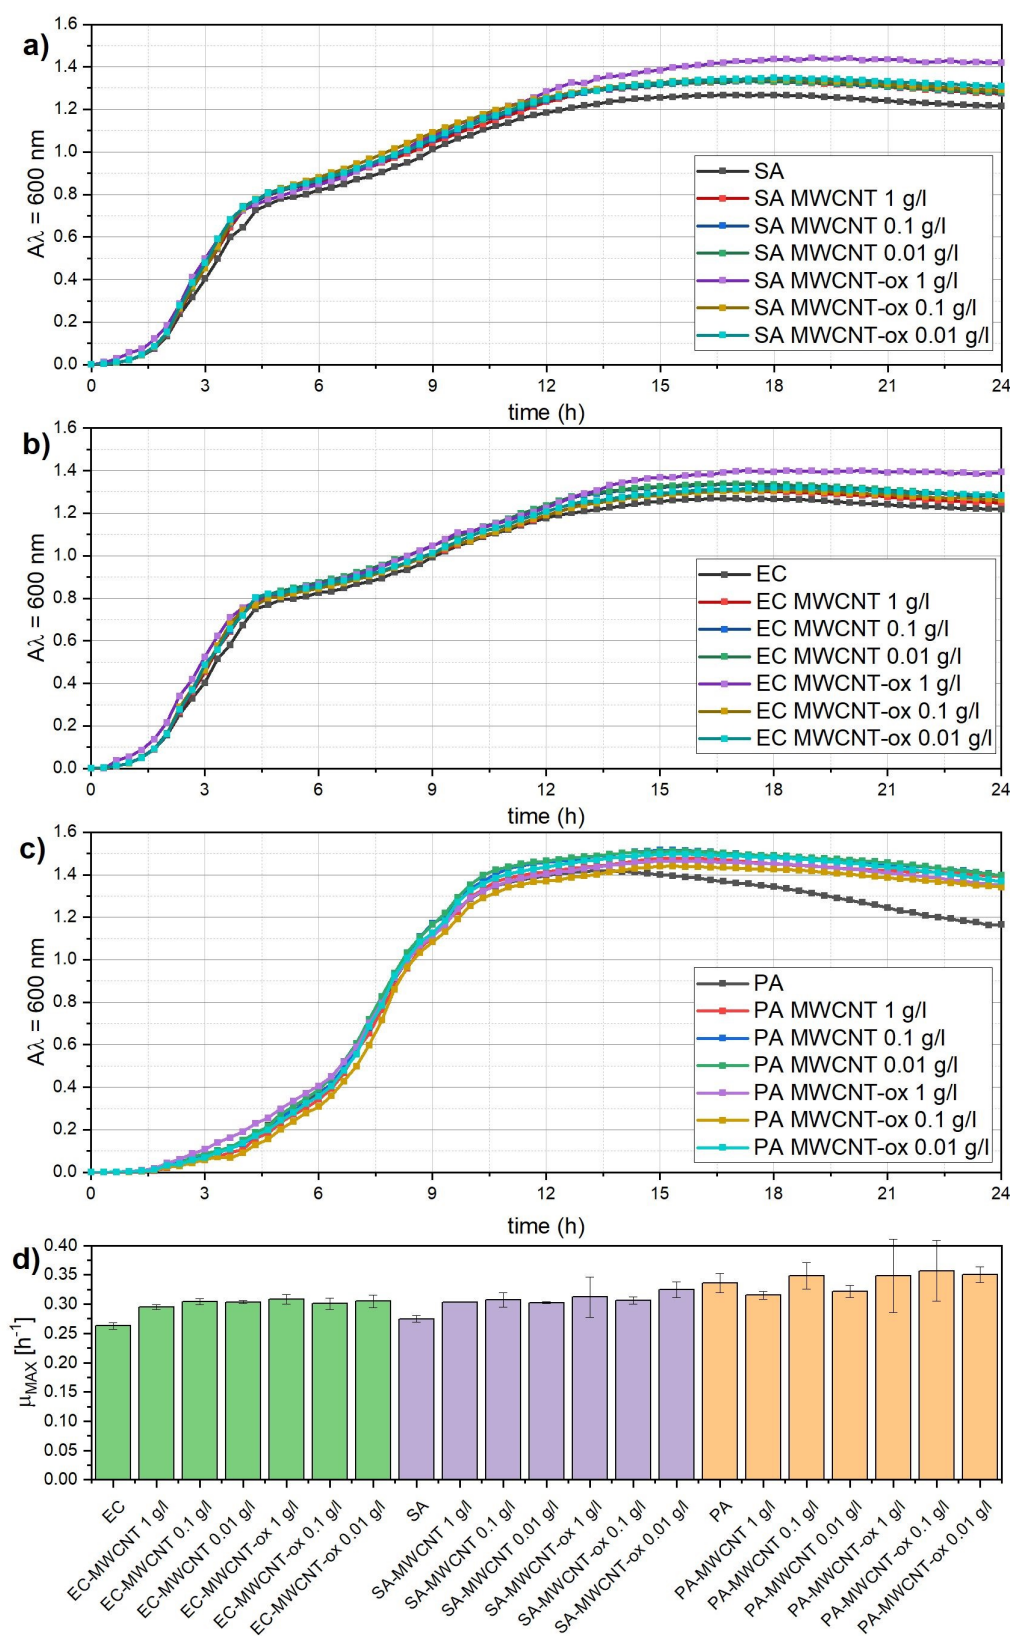 a)
1.6
1.4
1.2
1.0
0.8
0.6
0.4
0.2
0.0
Aλ = 600 nm
SA
SA MWCNT 1 g/l
SA MWCNT 0.1 g/l
SA MWCNT 0.01 g/l
SA MWCNT-ox 1 g/l
SA MWCNT-ox 0.1 g/l
SA MWCNT-ox 0.01 g/l
0 3 6 9 12 15 18 21 24
time (h)
b)
1.6
1.4
1.2
1.0
0.8
0.6
0.4
0.2
0.0
Aλ = 600 nm
EC
EC MWCNT 1 g/l
EC MWCNT 0.1 g/l
EC MWCNT 0.01 g/l
EC MWCNT-ox 1 g/l
EC MWCNT-ox 0.1 g/l
EC MWCNT-ox 0.01 g/l
0 3 6 9 12 15 18 21 24
time (h)
c)
1.6
1.4
1.2
1.0
0.8
0.6
0.4
0.2
0.0
Aλ = 600 nm
PA
PA MWCNT 1 g/l
PA MWCNT 0.1 g/l
PA MWCNT 0.01 g/l
PA MWCNT-ox 1 g/l
PA MWCNT-ox 0.1 g/l
PA MWCNT-ox 0.01 g/l
0 3 6 9 12 15 18 21 24
time (h)
d)
0.40
0.35
0.30
0.25
0.20
0.15
0.10
0.05
0.00
μMAX [h-1]
EC
EC-MWCNT 1 g/l
EC-MWCNT 0.1 g/l
EC-MWCNT 0.01 g/l
EC-MWCNT-ox 1 g/l
EC-MWCNT-ox 0.1 g/l
EC-MWCNT-ox 0.01 g/l
SA
SA-MWCNT 1 g/l
SA-MWCNT 0.1 g/l
SA-MWCNT 0.01 g/l
SA-MWCNT-ox 1 g/l
SA-MWCNT-ox 0.1 g/l
SA-MWCNT-ox 0.01 g/l
PA
PA-MWCNT 1 g/l
PA-MWCNT 0.1 g/l
PA-MWCNT 0.01 g/l
PA-MWCNT-ox 1 g/l
PA-MWCNT-ox 0.1 g/l
PA-MWCNT-ox 0.01 g/l